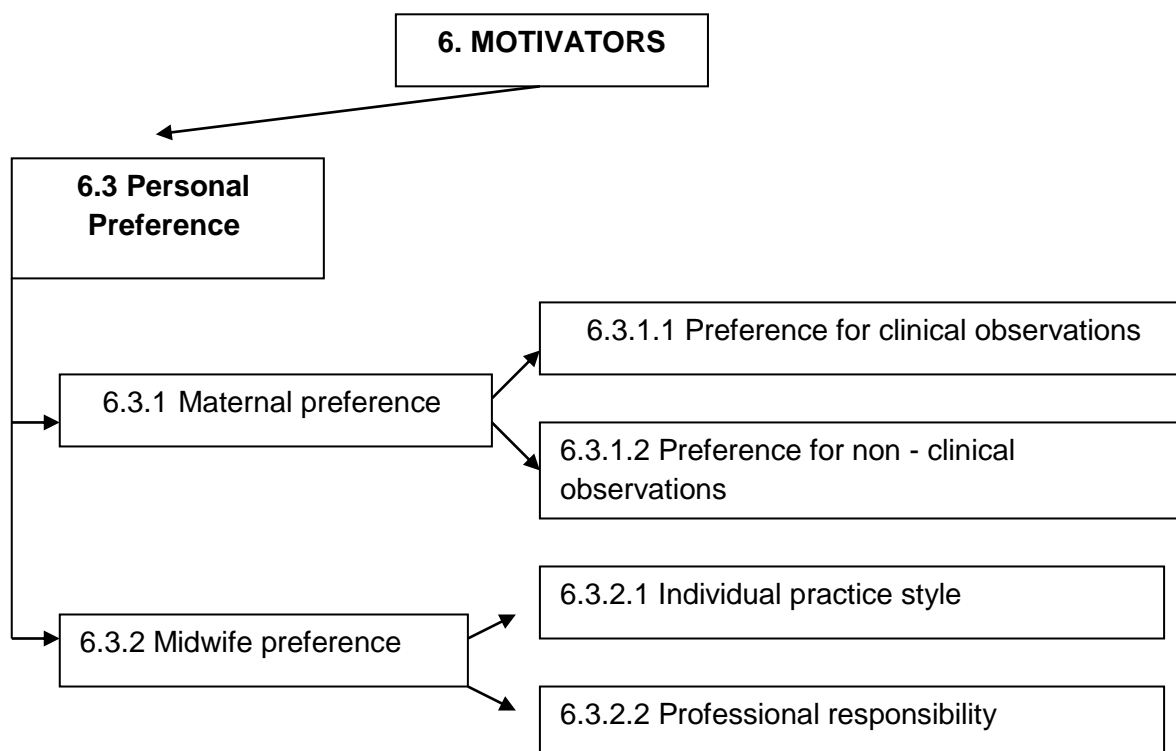 6. MOTIVATORS
6.3 Personal
Preference
6.3.1.1 Preference for clinical observations
6.3.1 Maternal preference
6.3.1.2 Preference for non - clinical
observations
6.3.2.1 Individual practice style
6.3.2 Midwife preference
6.3.2.2 Professional responsibility